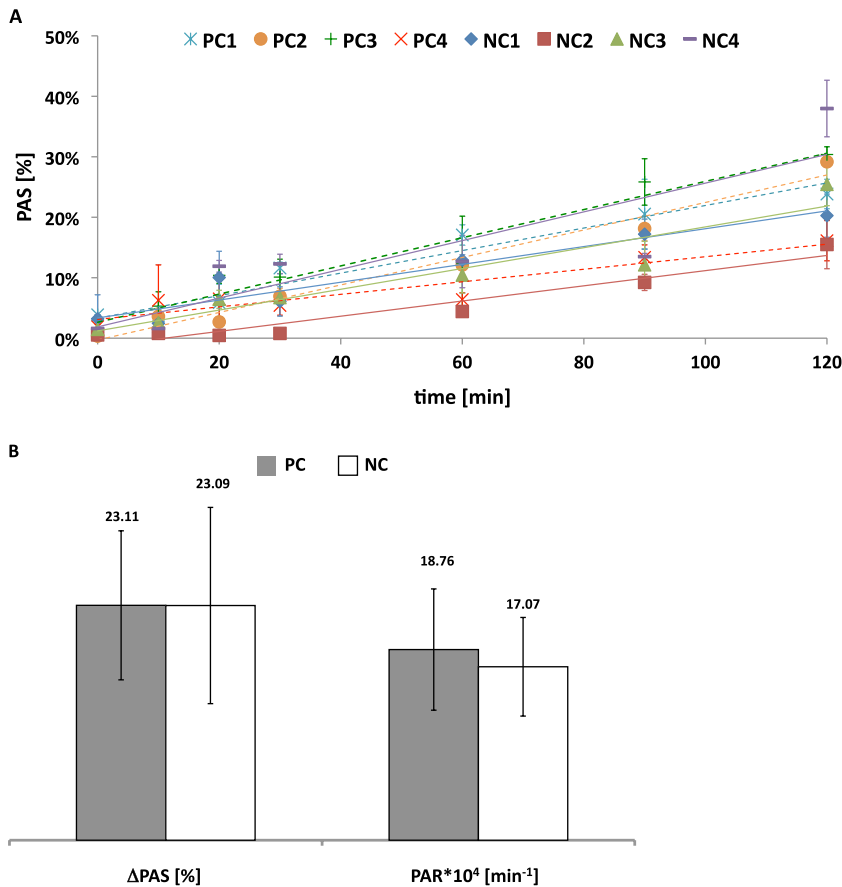 A
50%
PC1 PC2 PC3 PC4 NC1 NC2 NC3 NC4
40%
30%
PAS [%]
20%
10%
0%
0 20 40 60 80 100 120
time [min]
B
PC NC
23.09
23.11
18.76
17.07
ΔPAS [%] PAR*10⁴ [min⁻¹]